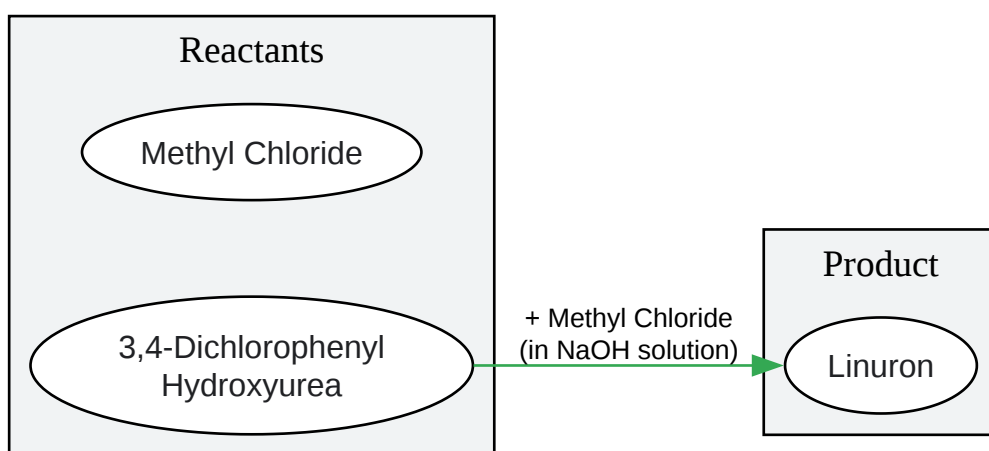 Reactants
Methyl Chloride
3,4-Dichlorophenyl
Hydroxyurea
+ Methyl Chloride
(in NaOH solution)
Product
Linuron